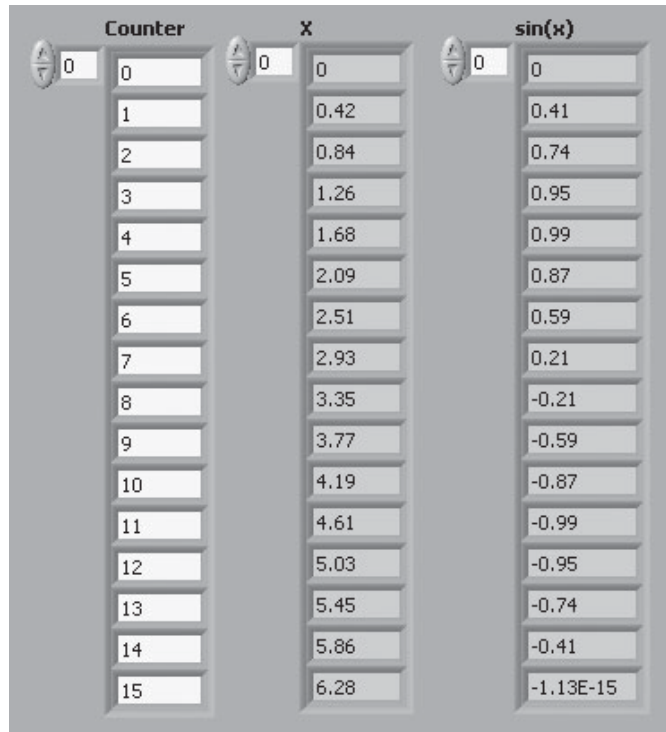 Counter X sin(x)
0 0 0 0 0 0
1 0.42 0.41
2 0.84 0.74
3 1.26 0.95
4 1.68 0.99
5 2.09 0.87
6 2.51 0.59
7 2.93 0.21
8 3.35 -0.21
9 3.77 -0.59
10 4.19 -0.87
11 4.61 -0.99
12 5.03 -0.95
13 5.45 -0.74
14 5.86 -0.41
15 6.28 -1.13E-15